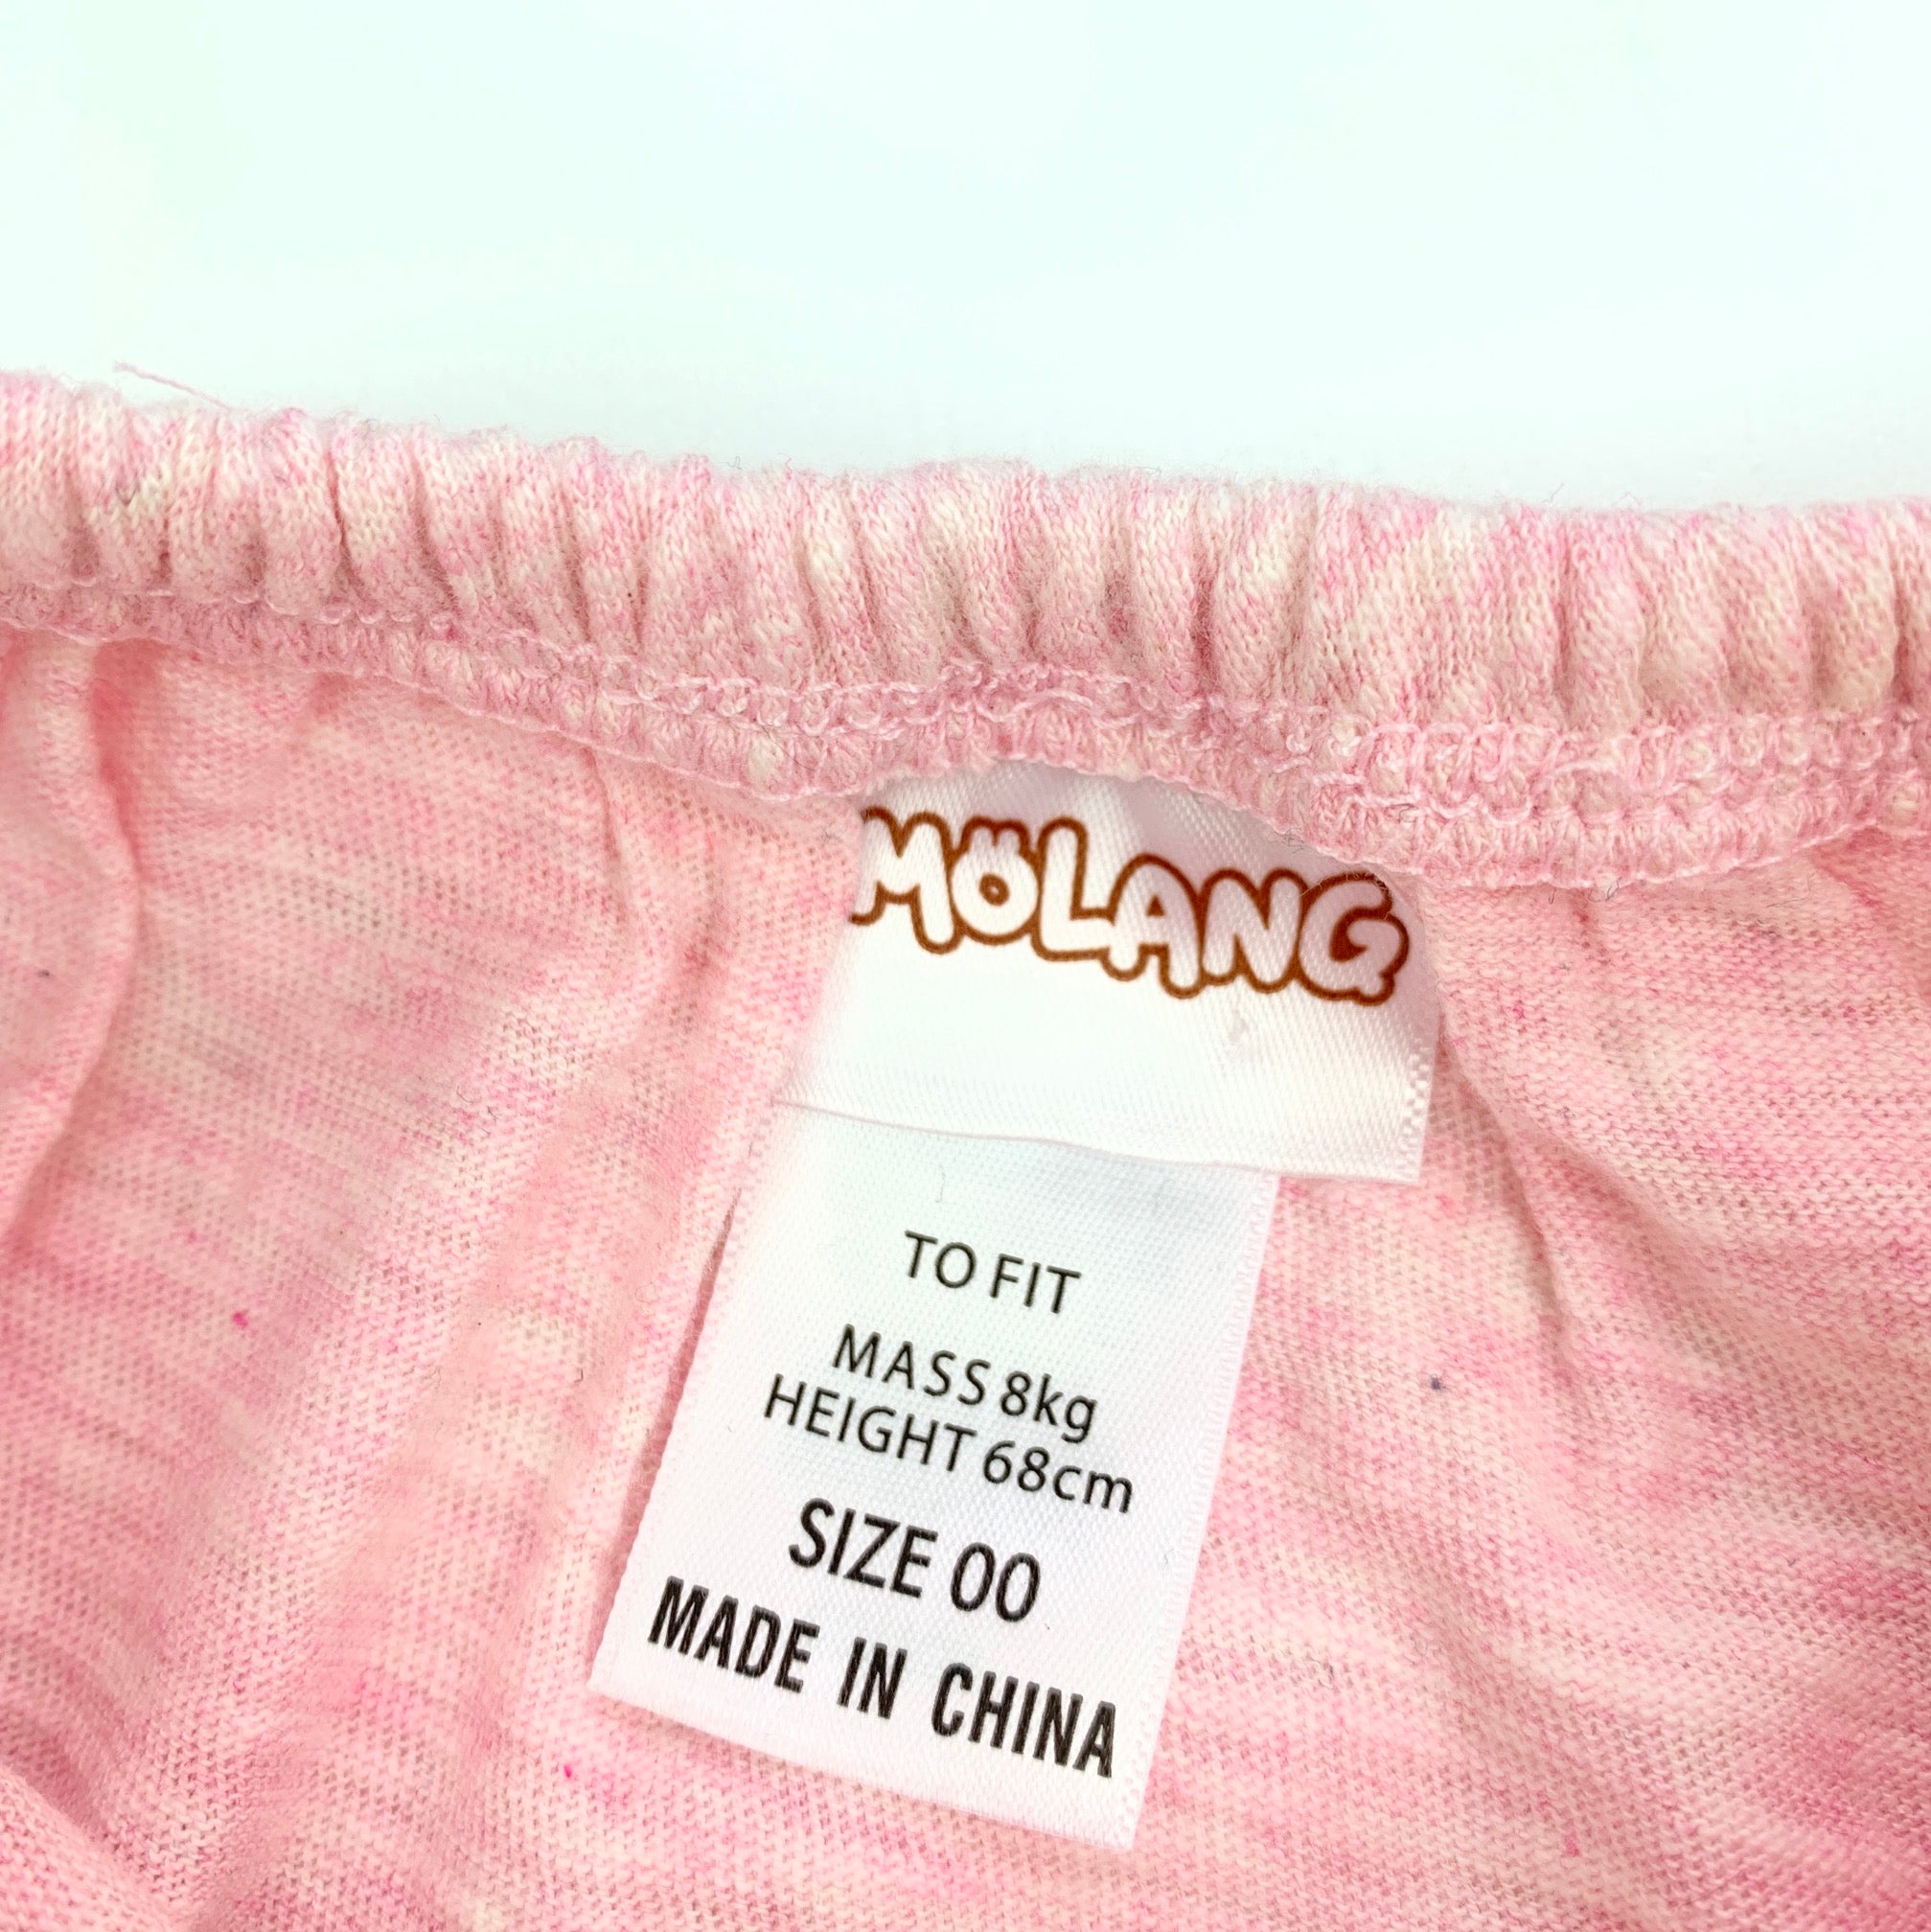 MÖLANG
TO FIT
MASS 8kg
HEIGHT 68cm
SIZE 00
MADE IN CHINA